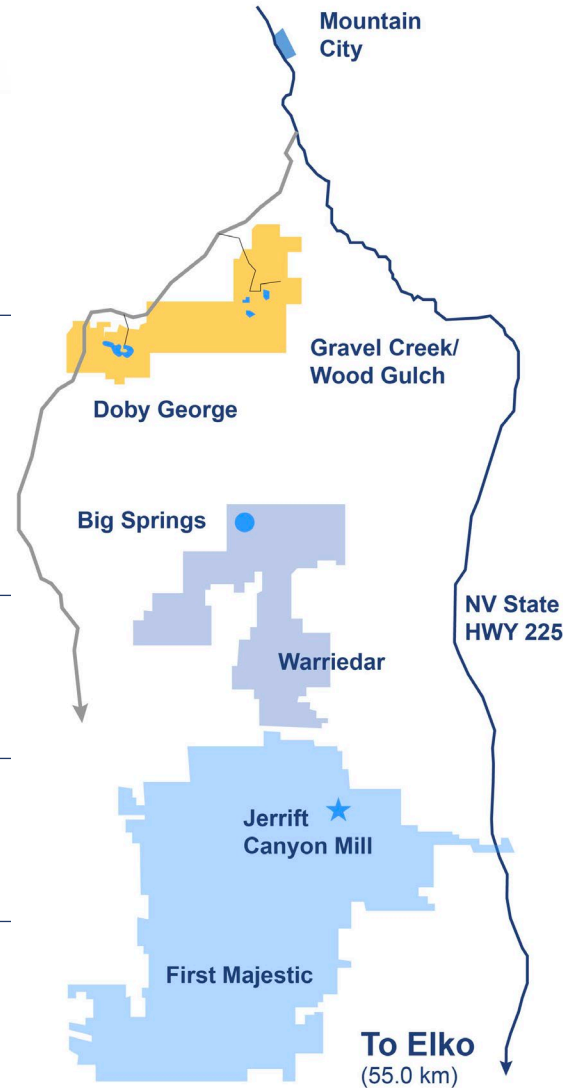 Mountain
City
Gravel Creek/
Wood Gulch
Doby George
Big Springs
NV State
HWY 225
Warriedar
Jerrift
Canyon Mill
First Majestic
To Elko
(55.0 km)